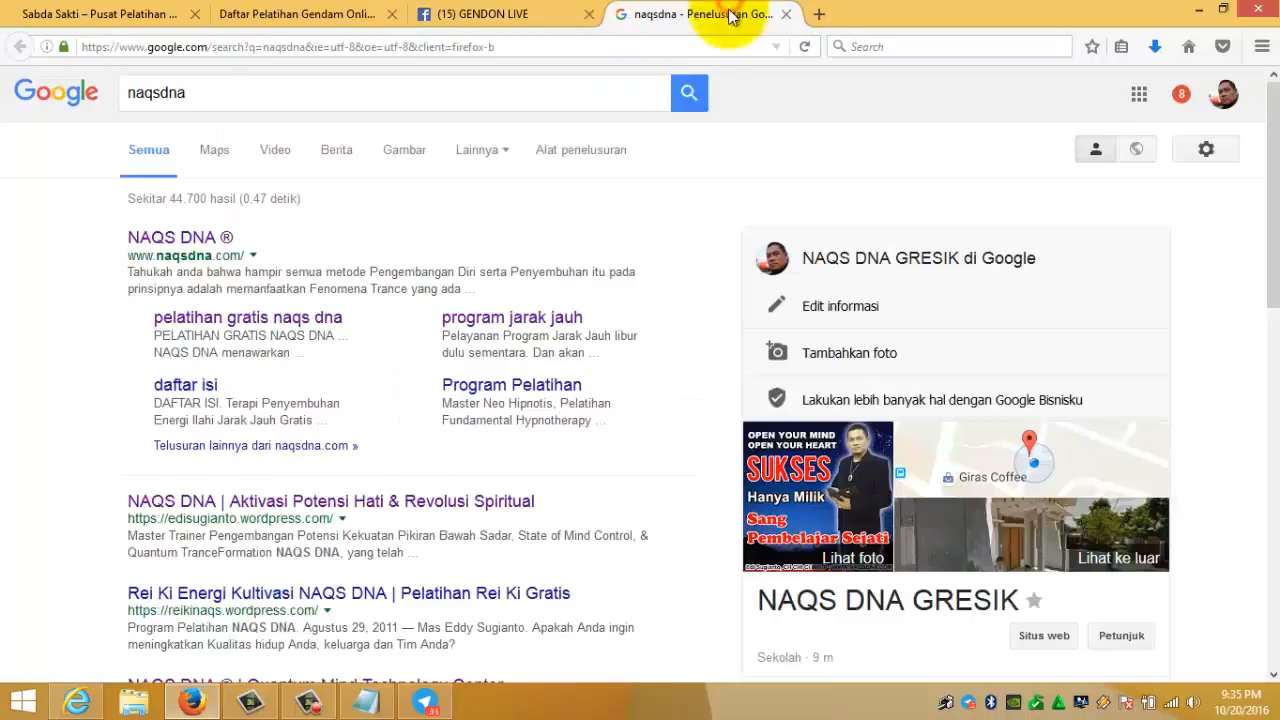 Sabda Sakti – Pusat Pelatihan ...
Daftar Pelatihan Gendam Onli...
(15) GENDON LIVE
naqsdna - Penelusuran Go...
https://www.google.com/search?q=naqsdna&ie=utf-8&oe=utf-8&client=firefox-b
Search
Google
naqsdna
8
Semua
Maps
Video
Berita
Gambar
Lainnya
Alat penelusuran
Sekitar 44.700 hasil (0,47 detik)
NAQS DNA ®
www.naqsdna.com/
Tahukah anda bahwa hampir semua metode Pengembangan Diri serta Penyembuhan itu pada
prinsipnya adalah memanfaatkan Fenomena Trance yang ada ...
pelatihan gratis naqs dna
PELATIHAN GRATIS NAQS DNA ...
NAQS DNA menawarkan ...
program jarak jauh
Pelayanan Program Jarak Jauh libur
dulu sementara. Dan akan ...
daftar isi
DAFTAR ISI. Terapi Penyembuhan
Energi Ilahi Jarak Jauh Gratis ...
Program Pelatihan
Master Neo Hipnotis, Pelatihan
Fundamental Hypnotherapy ...
Telusuran lainnya dari naqsdna.com »
NAQS DNA | Aktivasi Potensi Hati & Revolusi Spiritual
https://edisugianto.wordpress.com/
Master Trainer Pengembangan Potensi Kekuatan Pikiran Bawah Sadar, State of Mind Control, &
Quantum TranceFormation NAQS DNA, yang telah ...
Rei Ki Energi Kultivasi NAQS DNA | Pelatihan Rei Ki Gratis
https://reikinaqs.wordpress.com/
Program Pelatihan NAQS DNA. Agustus 29, 2011 — Mas Eddy Sugianto. Apakah Anda ingin
meningkatkan Kualitas hidup Anda, keluarga dan Tim Anda?
NAQS DNA ® | Quantum Mind Technology Center
NAQS DNA GRESIK di Google
Edit informasi
Tambahkan foto
Lakukan lebih banyak hal dengan Google Bisnisku
OPEN YOUR MIND
OPEN YOUR HEART
SUKSES
Hanya Milik
Sang
Pembelajar Sejati
Lihat foto
Giras Coffee
Lihat ke luar
NAQS DNA GRESIK
Situs web
Petunjuk
Sekolah · 9 m
35
9:35 PM
10/20/2016